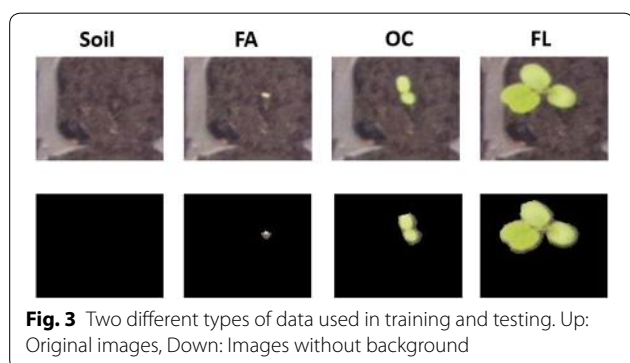 Soil FA OC FL
Fig. 3 Two different types of data used in training and testing. Up:
Original images, Down: Images without background